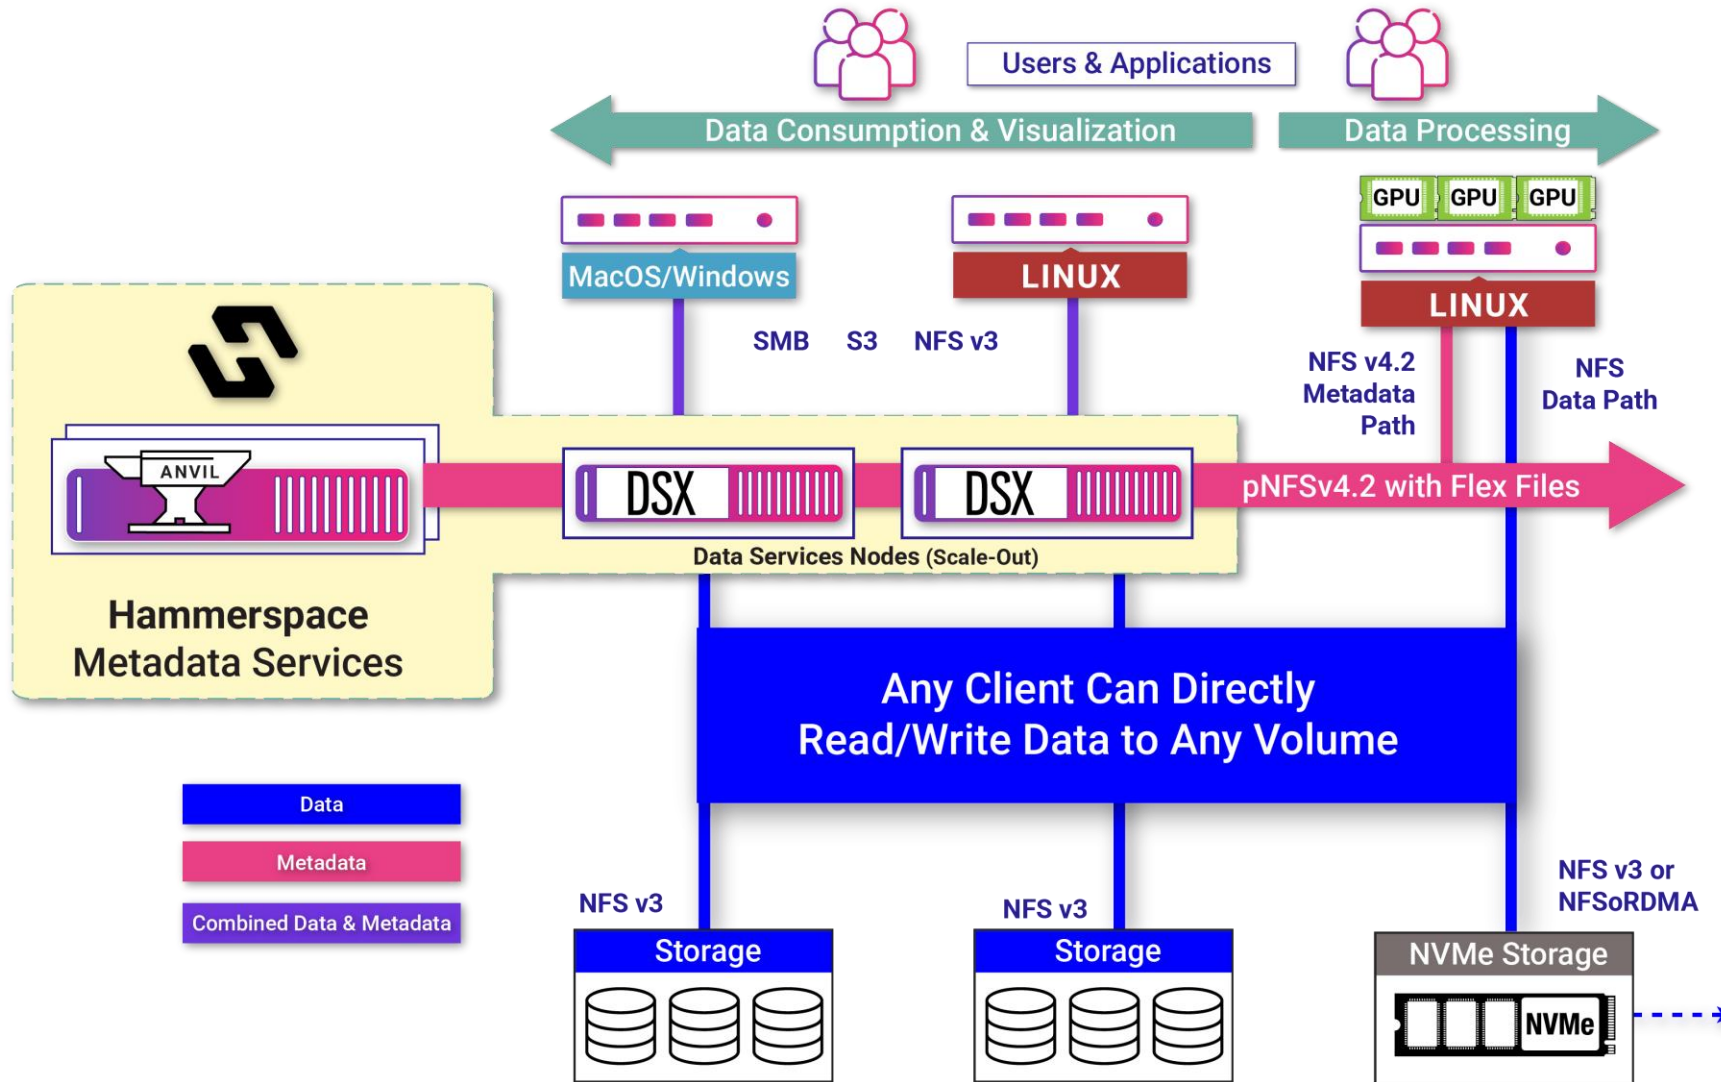 Users & Applications
Data Consumption & Visualization
Data Processing
GPU GPU GPU
MacOS/Windows
LINUX
LINUX
SMB S3 NFS v3
NFS v4.2
Metadata
Path
NFS
Data Path
ANVIL
DSX
DSX
pNFSv4.2 with Flex Files
Data Services Nodes (Scale-Out)
Hammerspace
Metadata Services
Any Client Can Directly
Read/Write Data to Any Volume
Data
Metadata
Combined Data & Metadata
NFS v3
NFS v3
NFS v3 or
NFSoRDMA
Storage
Storage
NVMe Storage
NVMe